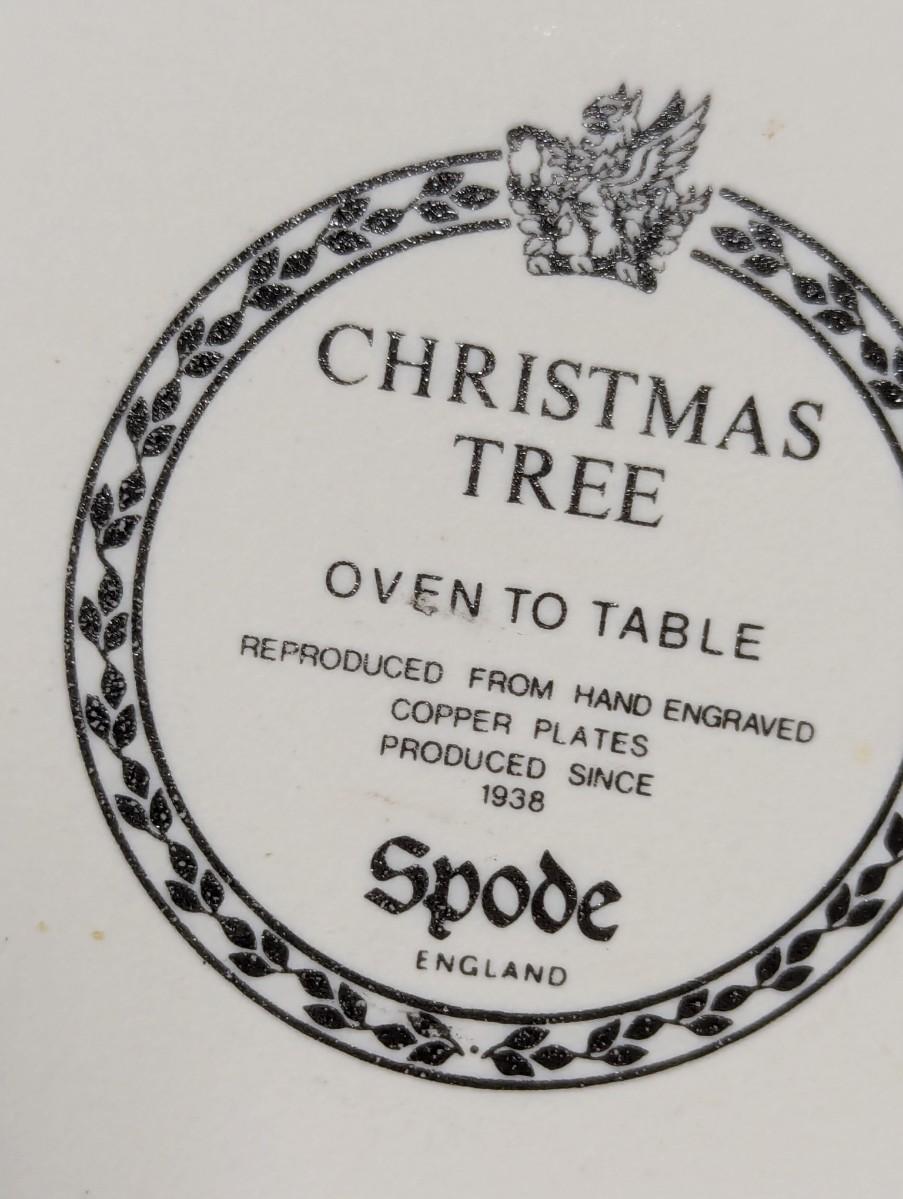 CHRISTMAS
TREE
OVEN TO TABLE
REPRODUCED FROM HAND ENGRAVED
COPPER PLATES
PRODUCED SINCE
1938
Spode
ENGLAND